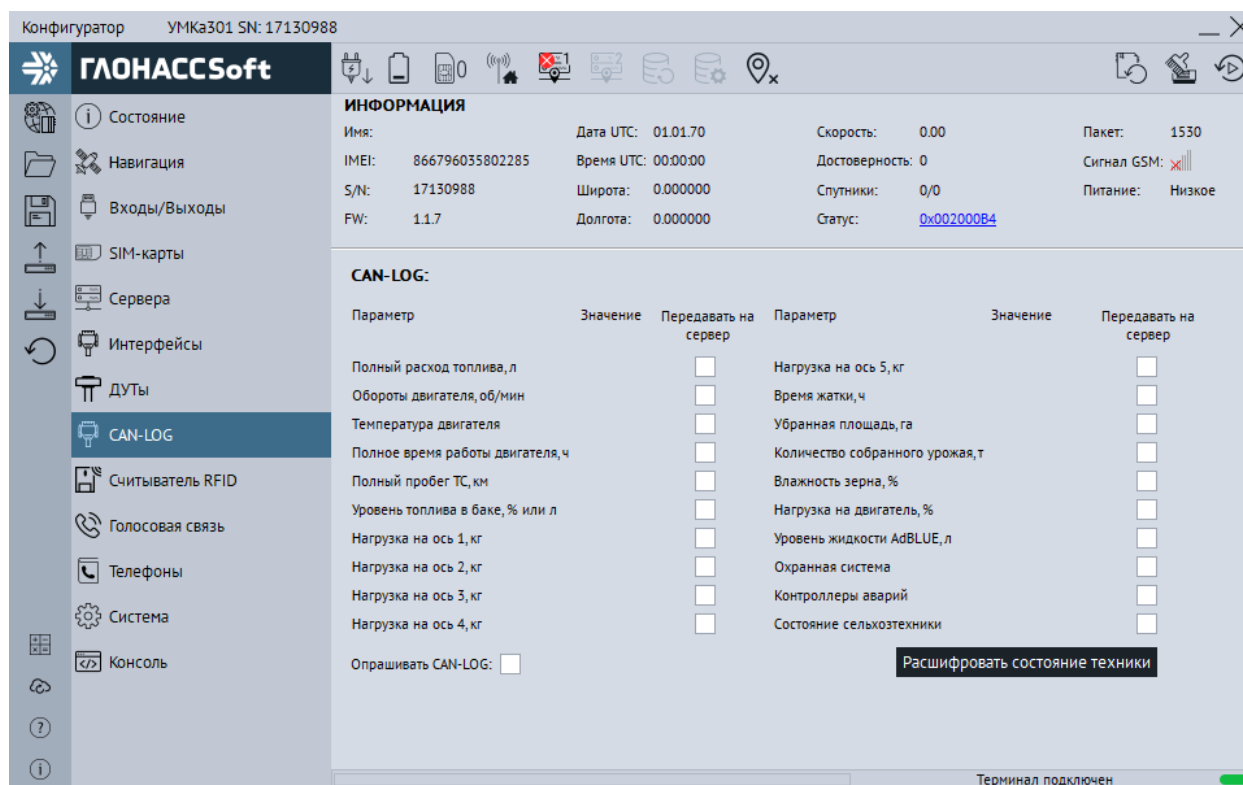 Конфигуратор УМКа301 SN: 17130988
ГЛОНАССSoft
0
1
2
Состояние
Навигация
Входы/Выходы
SIM-карты
Сервера
Интерфейсы
ДУТы
CAN-LOG
Считыватель RFID
Голосовая связь
Телефоны
Система
Консоль
ИНФОРМАЦИЯ
Имя: Дата UTC: 01.01.70 Скорость: 0.00 Пакет: 1530
IMEI: 866796035802285 Время UTC: 00:00:00 Достоверность: 0 Сигнал GSM:
S/N: 17130988 Широта: 0.000000 Спутники: 0/0 Питание: Низкое
FW: 1.1.7 Долгота: 0.000000 Статус: 0x002000B4
CAN-LOG:
Параметр Значение Передавать на сервер Параметр Значение Передавать на сервер
Полный расход топлива, л Нагрузка на ось 5, кг
Обороты двигателя, об/мин Время жатки, ч
Температура двигателя Убранная площадь, га
Полное время работы двигателя, ч Количество собранного урожая, т
Полный пробег ТС, км Влажность зерна, %
Уровень топлива в баке, % или л Нагрузка на двигатель, %
Нагрузка на ось 1, кг Уровень жидкости AdBLUE, л
Нагрузка на ось 2, кг Охранная система
Нагрузка на ось 3, кг Контроллеры аварий
Нагрузка на ось 4, кг Состояние сельхозтехники
Опрашивать CAN-LOG: Расшифровать состояние техники
Терминал подключен